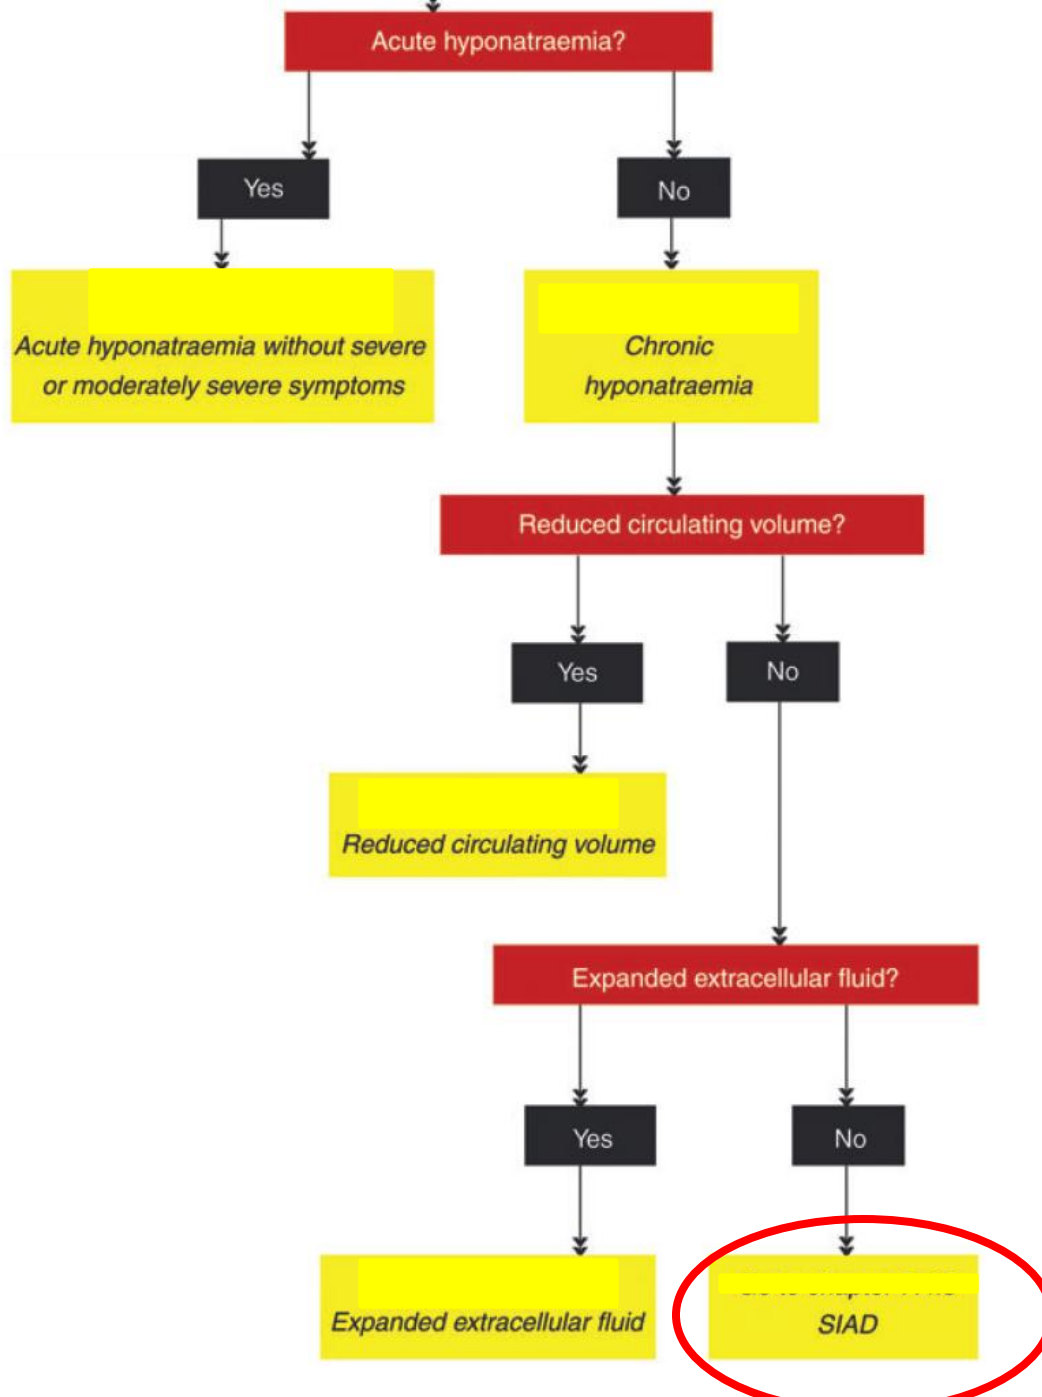 Acute hyponatraemia?
Yes
No
Acute hyponatraemia without severe
or moderately severe symptoms
Chronic
hyponatraemia
Reduced circulating volume?
Yes
No
Reduced circulating volume
Expanded extracellular fluid?
Yes
No
Expanded extracellular fluid
SIAD